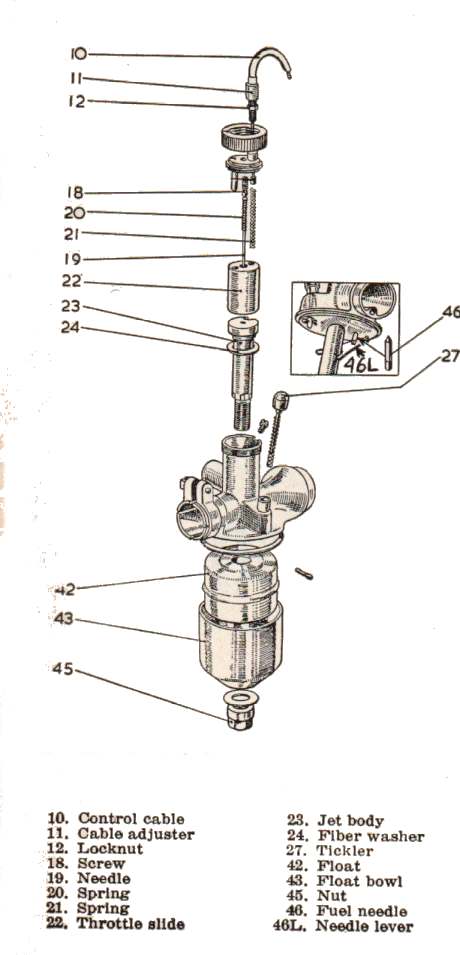 10
11
12
18
20
21
19
22
23
24
46
27
46L
42
43
45
10. Control cable
11. Cable adjuster
12. Locknut
18. Screw
19. Needle
20. Spring
21. Spring
22. Throttle slide
23. Jet body
24. Fiber washer
27. Tickler
42. Float
43. Float bowl
45. Nut
46. Fuel needle
46L. Needle lever